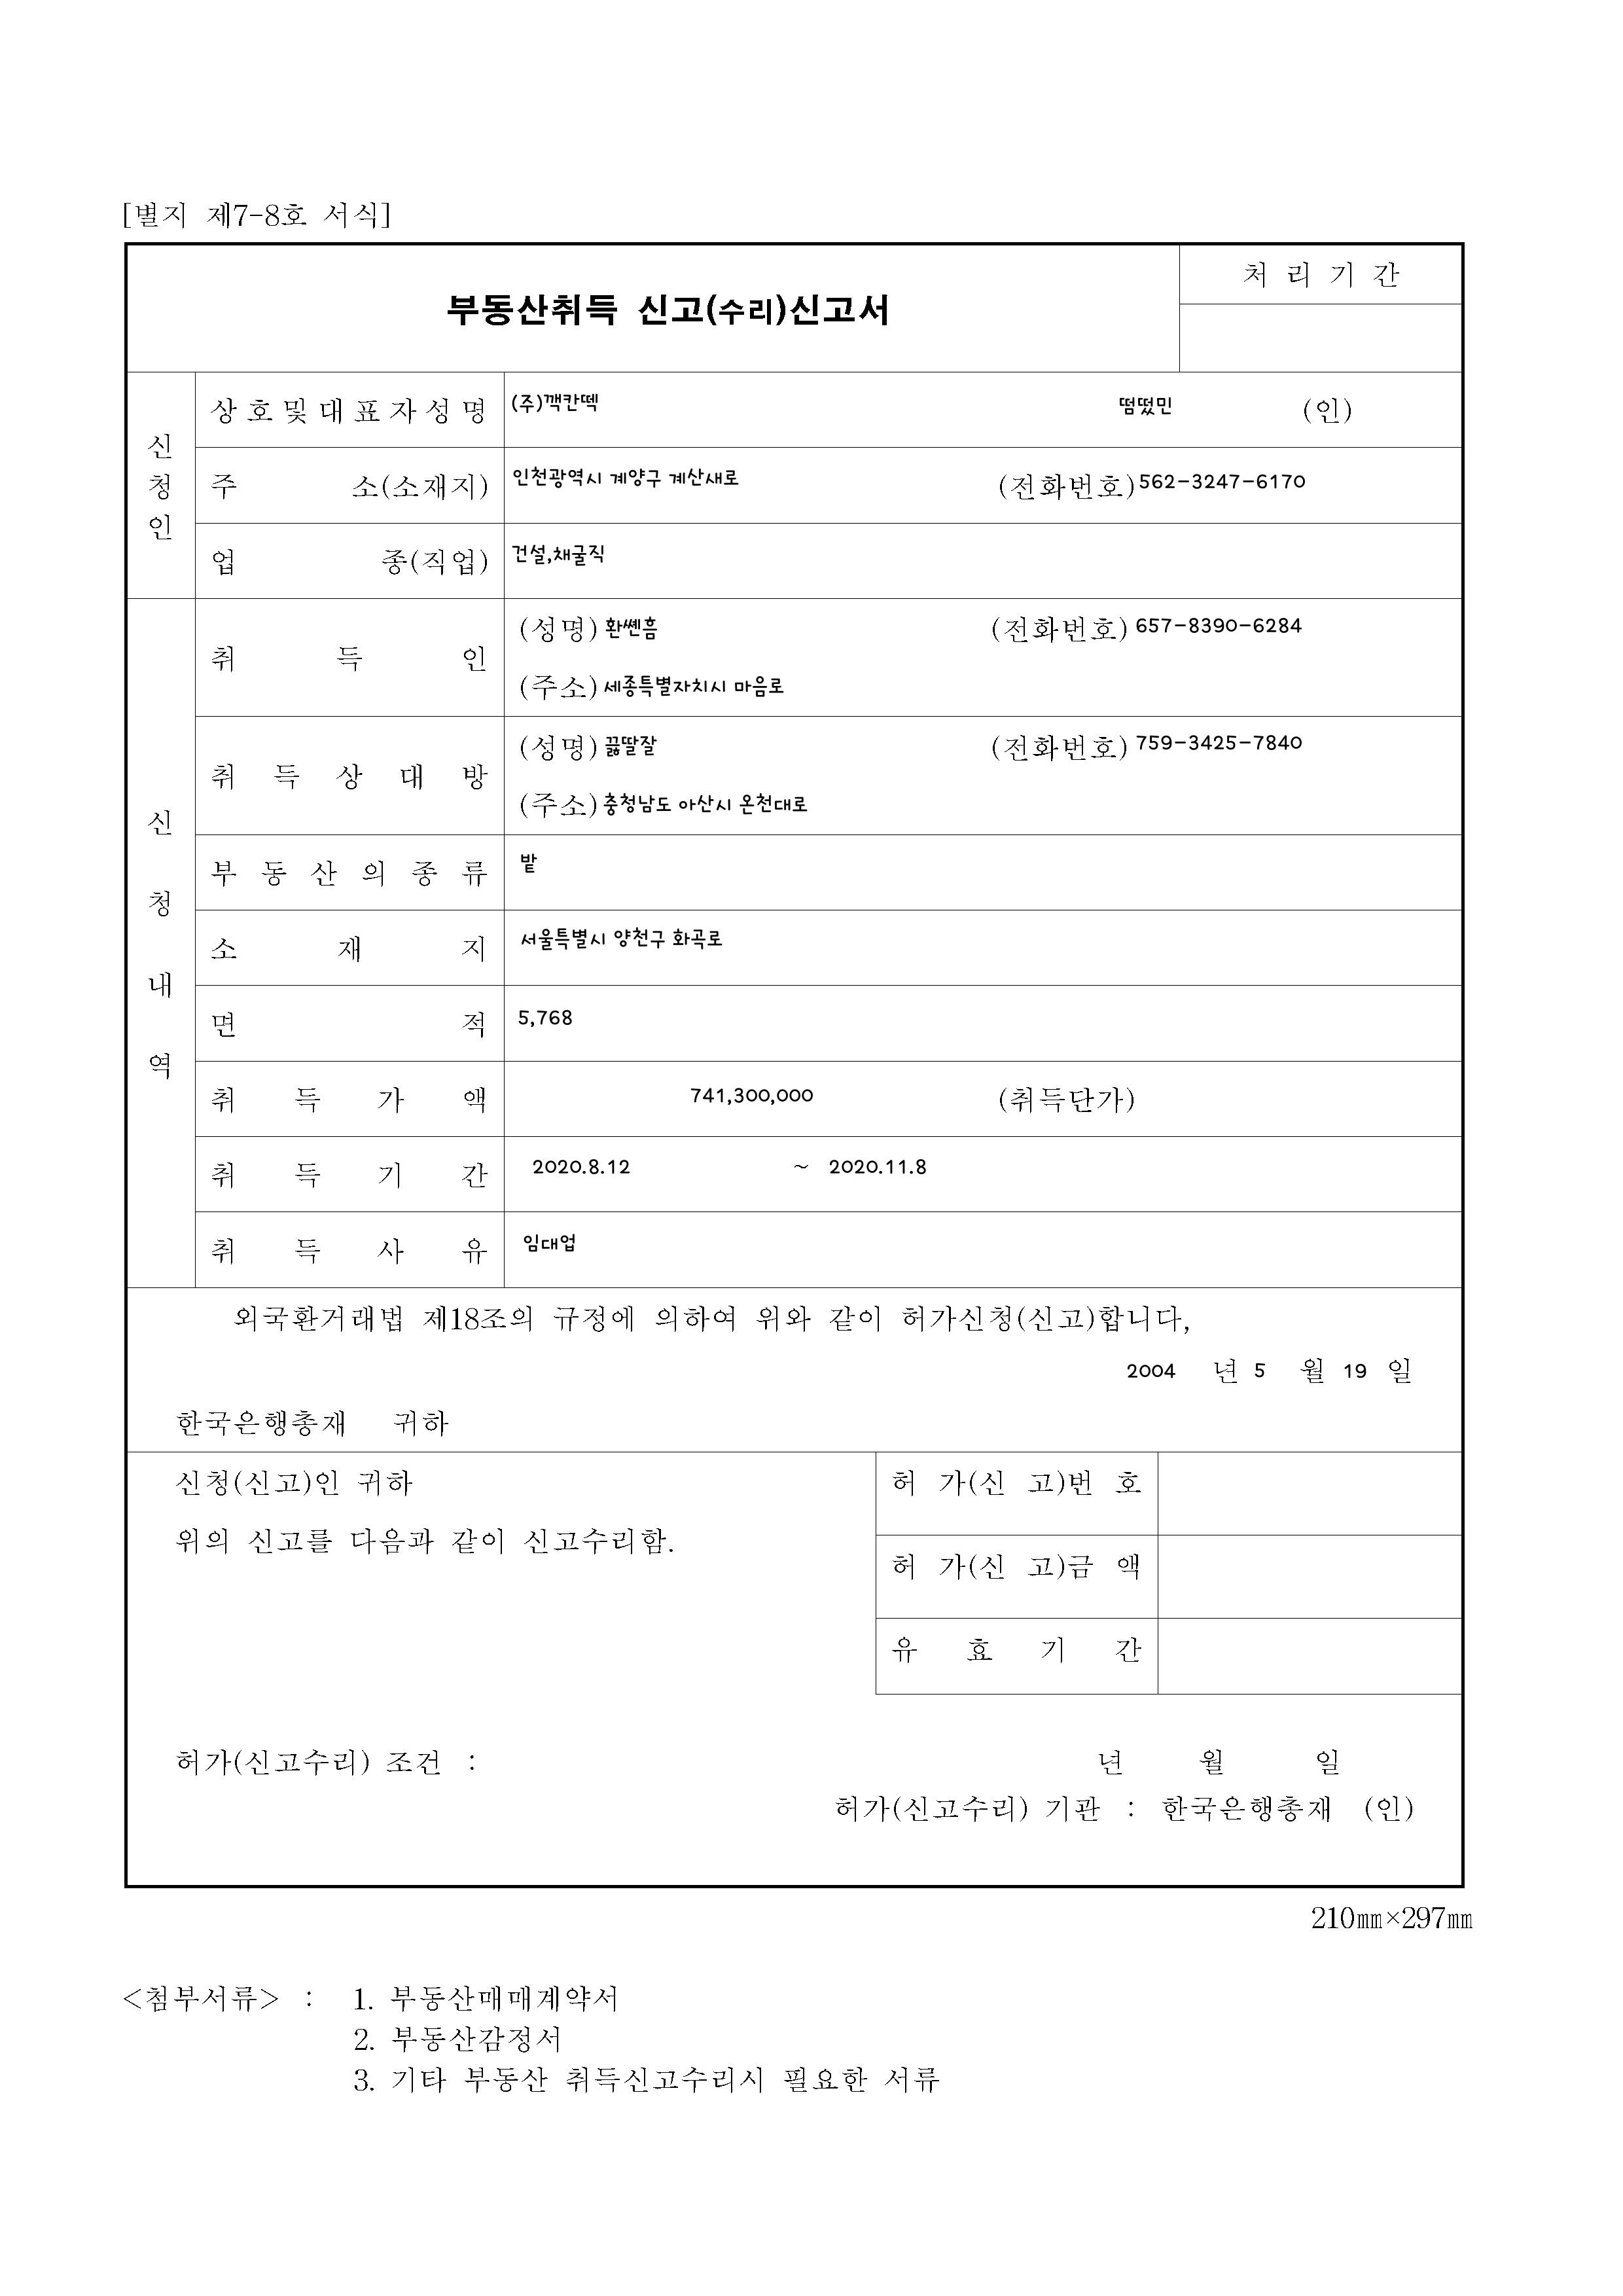 [별지 제7-8호 서식]
부동산취득 신고(수리)신고서
처 리 기 간
신청인
상호및대표자성명 (주)깩칸떽 떰떴민 (인)
주 소(소재지) 인천광역시 계양구 계산새로 (전화번호) 562-3247-6170
업 종(직업) 건설,채굴직
신청내역
취 득 인 (성명) 환쎈흠 (전화번호) 657-8390-6284
(주소) 세종특별자치시 마음로
취 득 상 대 방 (성명) 끓딸잘 (전화번호) 759-3425-7840
(주소) 충청남도 아산시 온천대로
부 동 산 의 종 류 밭
소 재 지 서울특별시 양천구 화곡로
면 적 5,768
취 득 가 액 741,300,000 (취득단가)
취 득 기 간 2020.8.12 ~ 2020.11.8
취 득 사 유 임대업
외국환거래법 제18조의 규정에 의하여 위와 같이 허가신청(신고)합니다,
2004 년 5 월 19 일
한국은행총재 귀하
신청(신고)인 귀하
위의 신고를 다음과 같이 신고수리함.
허 가(신 고)번 호
허 가(신 고)금 액
유 효 기 간
허가(신고수리) 조건 :
년 월 일
허가(신고수리) 기관 : 한국은행총재 (인)
210㎜×297㎜
<첨부서류> : 1. 부동산매매계약서
2. 부동산감정서
3. 기타 부동산 취득신고수리시 필요한 서류